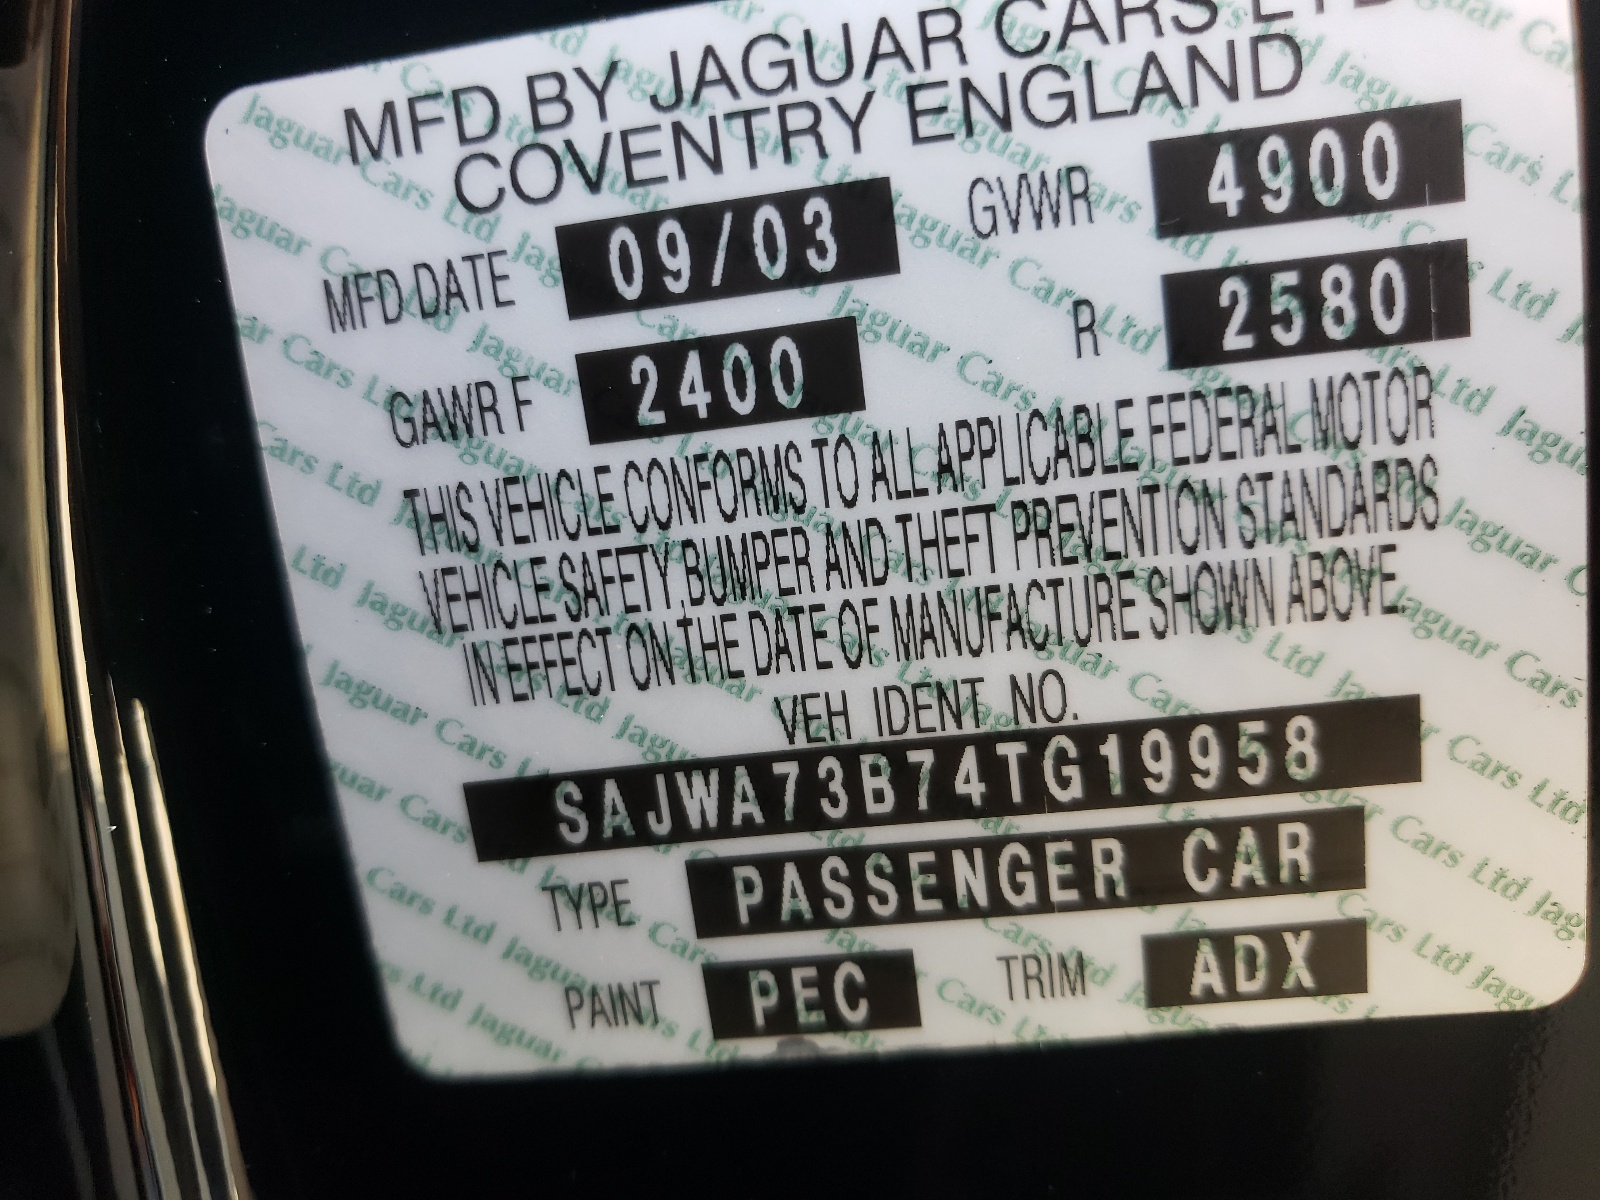 MFD BY JAGUAR CARS LTD
COVENTRY ENGLAND
MFD DATE 09/03 GVWR 4900
GAWR F 2400 R 2580
THIS VEHICLE CONFORMS TO ALL APPLICABLE FEDERAL MOTOR
VEHICLE SAFETY, BUMPER AND THEFT PREVENTION STANDARDS
IN EFFECT ON THE DATE OF MANUFACTURE SHOWN ABOVE.
VEH IDENT NO.
SAJWA73B74TG19958
TYPE PASSENGER CAR
PAINT PEC TRIM ADX